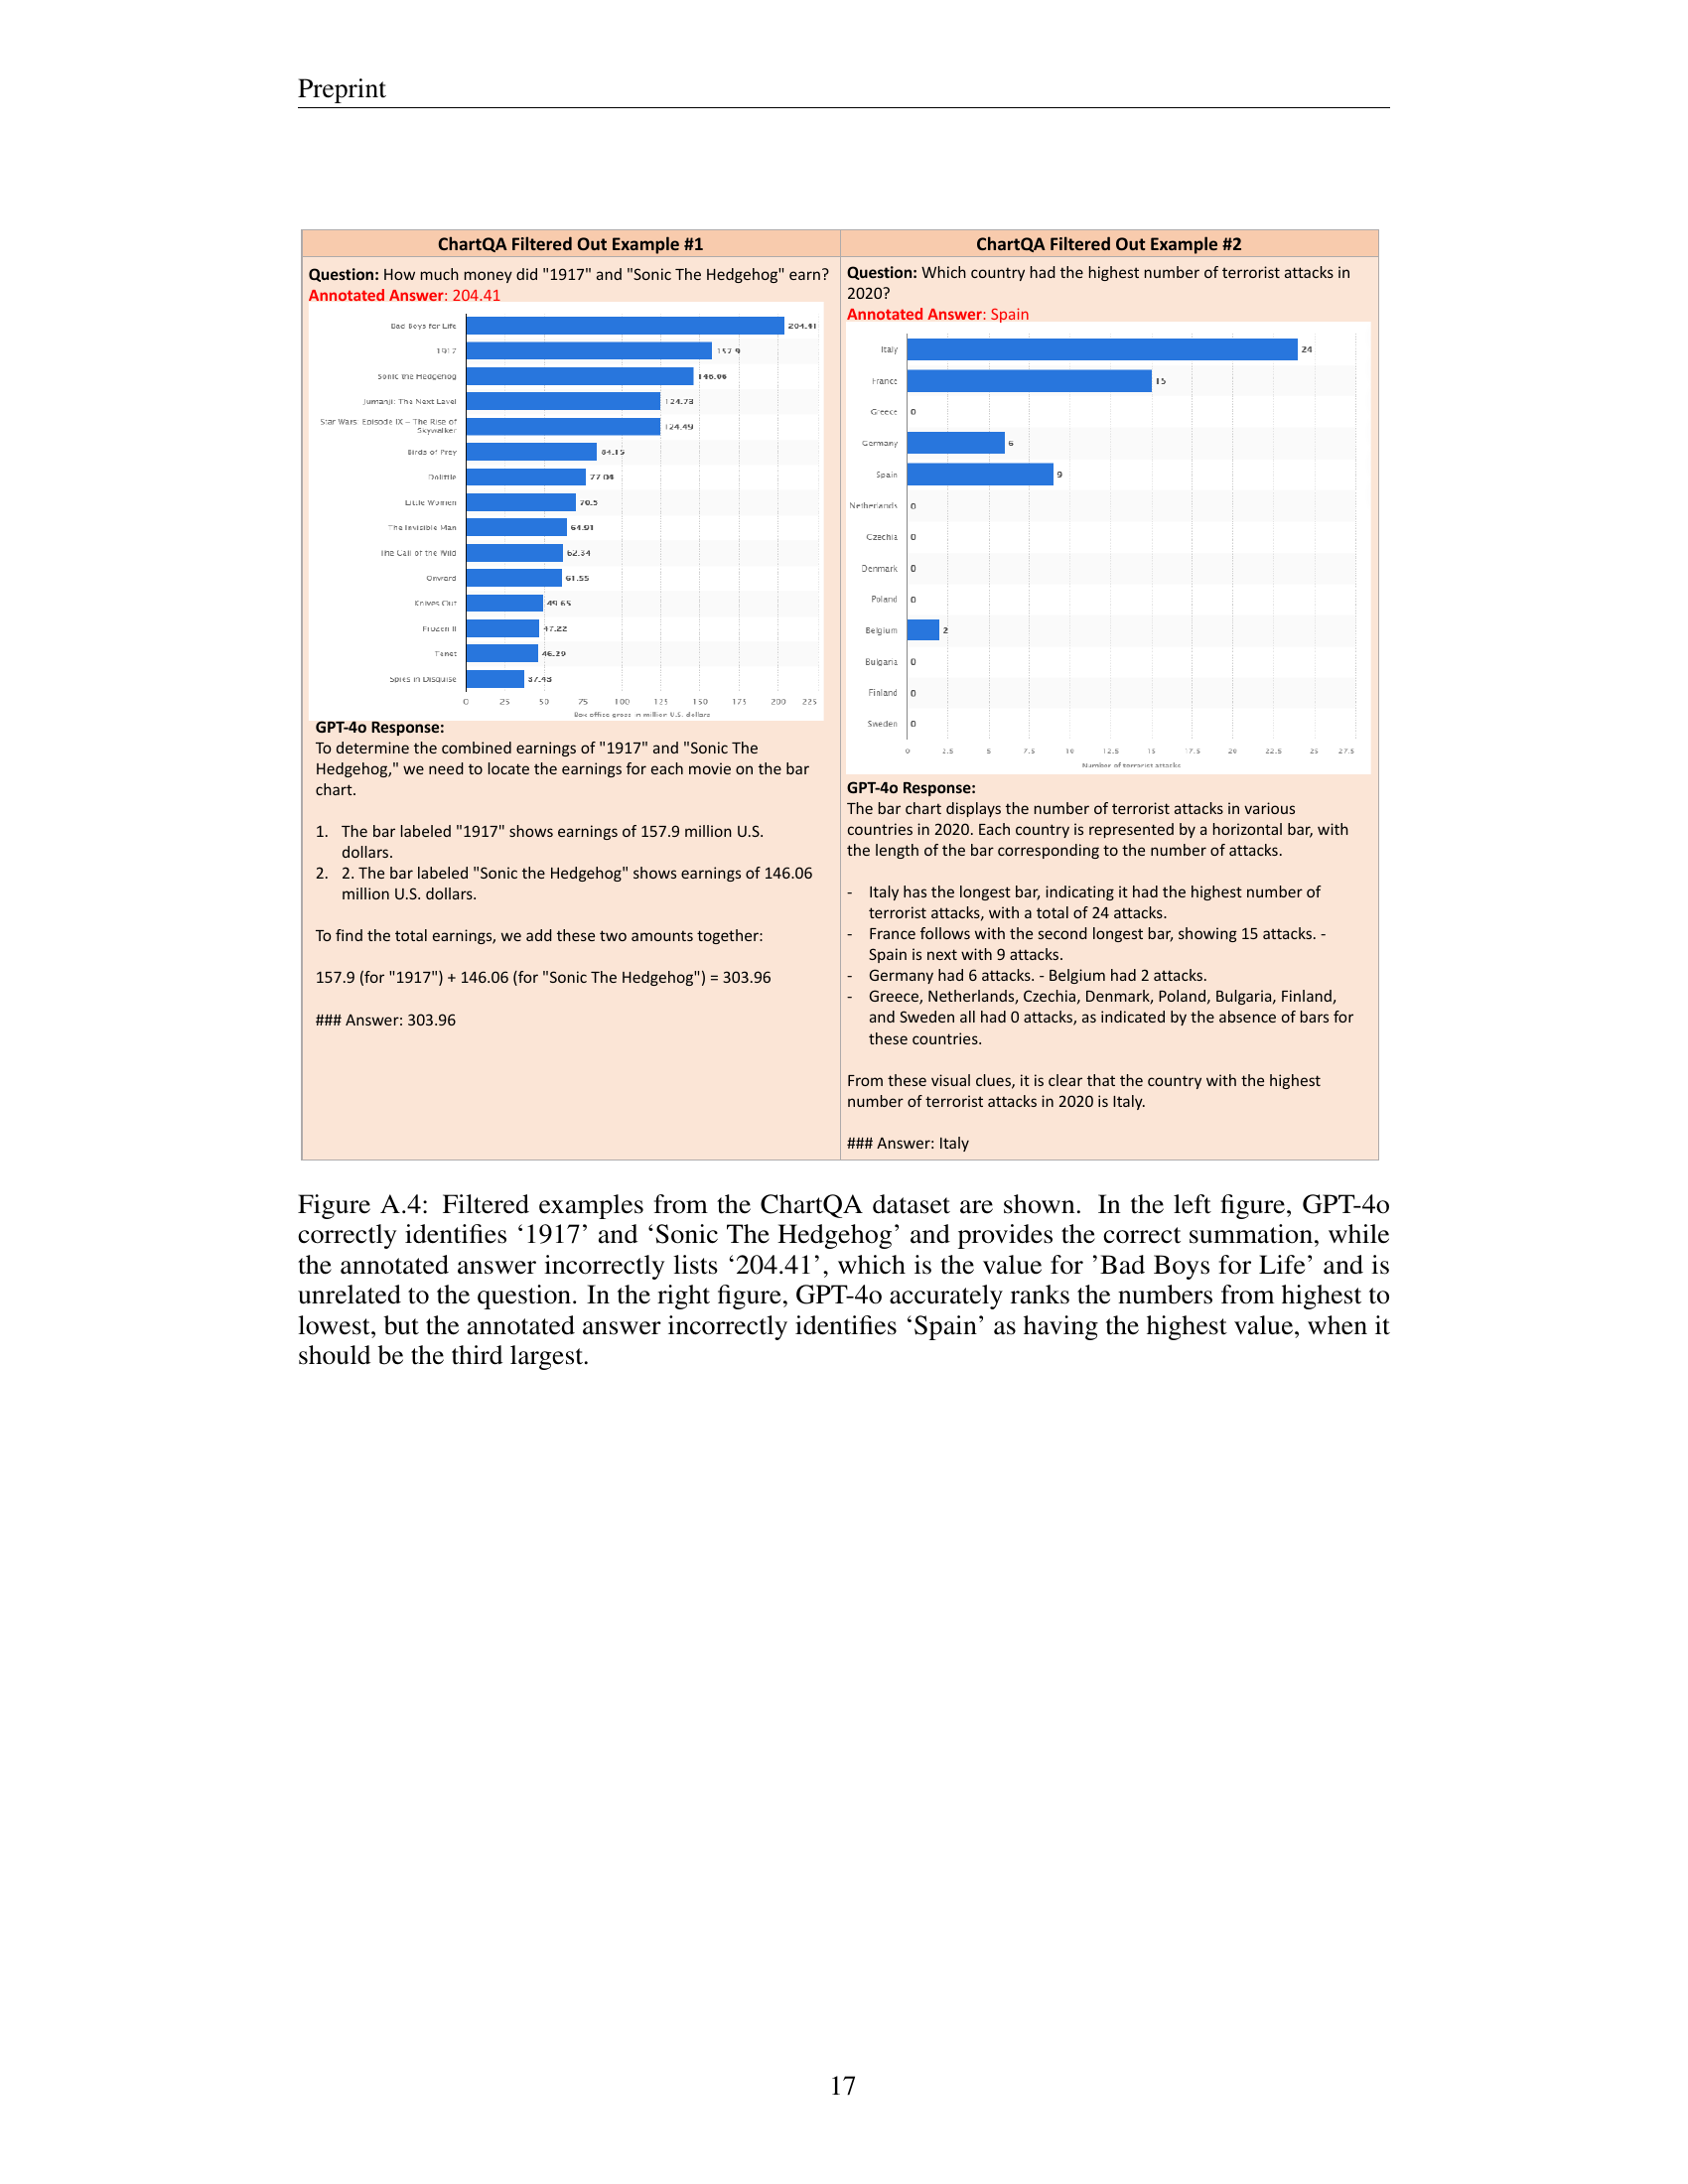 Preprint
ChartQA Filtered Out Example #1
Question: How much money did "1917" and "Sonic The Hedgehog" earn?
Annotated Answer: 204.41
Bad Boys for Life 204.41
1917 157.9
Sonic the Hedgehog 146.06
Jumanji: The Next Level 124.73
Star Wars: Episode IX – The Rise of
Skywalker 124.49
Birds of Prey 84.15
Dolittle 77.04
Little Women 70.5
The Invisible Man 64.91
The Call of the Wild 62.34
Onward 61.55
Knives Out 49.65
Frozen II 47.22
Tenet 46.29
Spies in Disguise 37.43
0 25 50 75 100 125 150 175 200 225
Box office gross in million U.S. dollars
GPT-4o Response:
To determine the combined earnings of "1917" and "Sonic The
Hedgehog," we need to locate the earnings for each movie on the bar
chart.
1. The bar labeled "1917" shows earnings of 157.9 million U.S.
dollars.
2. 2. The bar labeled "Sonic the Hedgehog" shows earnings of 146.06
million U.S. dollars.
To find the total earnings, we add these two amounts together:
157.9 (for "1917") + 146.06 (for "Sonic The Hedgehog") = 303.96
### Answer: 303.96
ChartQA Filtered Out Example #2
Question: Which country had the highest number of terrorist attacks in
2020?
Annotated Answer: Spain
Italy 24
France 15
Greece 0
Germany 6
Spain 9
Netherlands 0
Czechia 0
Denmark 0
Poland 0
Belgium 2
Bulgaria 0
Finland 0
Sweden 0
0 2.5 5 7.5 10 12.5 15 17.5 20 22.5 25 27.5
Number of terrorist attacks
GPT-4o Response:
The bar chart displays the number of terrorist attacks in various
countries in 2020. Each country is represented by a horizontal bar, with
the length of the bar corresponding to the number of attacks.
- Italy has the longest bar, indicating it had the highest number of
terrorist attacks, with a total of 24 attacks.
- France follows with the second longest bar, showing 15 attacks. -
Spain is next with 9 attacks.
- Germany had 6 attacks. - Belgium had 2 attacks.
- Greece, Netherlands, Czechia, Denmark, Poland, Bulgaria, Finland,
and Sweden all had 0 attacks, as indicated by the absence of bars for
these countries.
From these visual clues, it is clear that the country with the highest
number of terrorist attacks in 2020 is Italy.
### Answer: Italy
Figure A.4: Filtered examples from the ChartQA dataset are shown. In the left figure, GPT-4o
correctly identifies ‘1917’ and ‘Sonic The Hedgehog’ and provides the correct summation, while
the annotated answer incorrectly lists ‘204.41’, which is the value for ’Bad Boys for Life’ and is
unrelated to the question. In the right figure, GPT-4o accurately ranks the numbers from highest to
lowest, but the annotated answer incorrectly identifies ‘Spain’ as having the highest value, when it
should be the third largest.
17